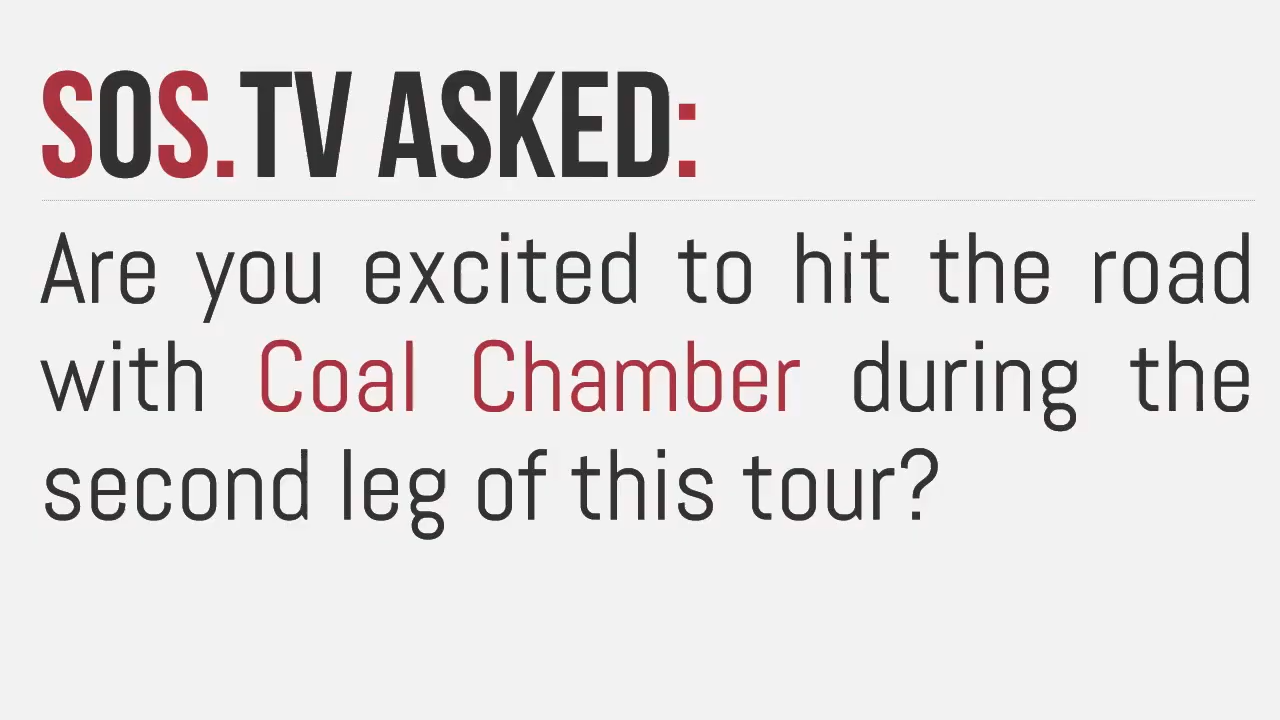 SOS.TV ASKED:
Are you excited to hit the road
with Coal Chamber during the
second leg of this tour?